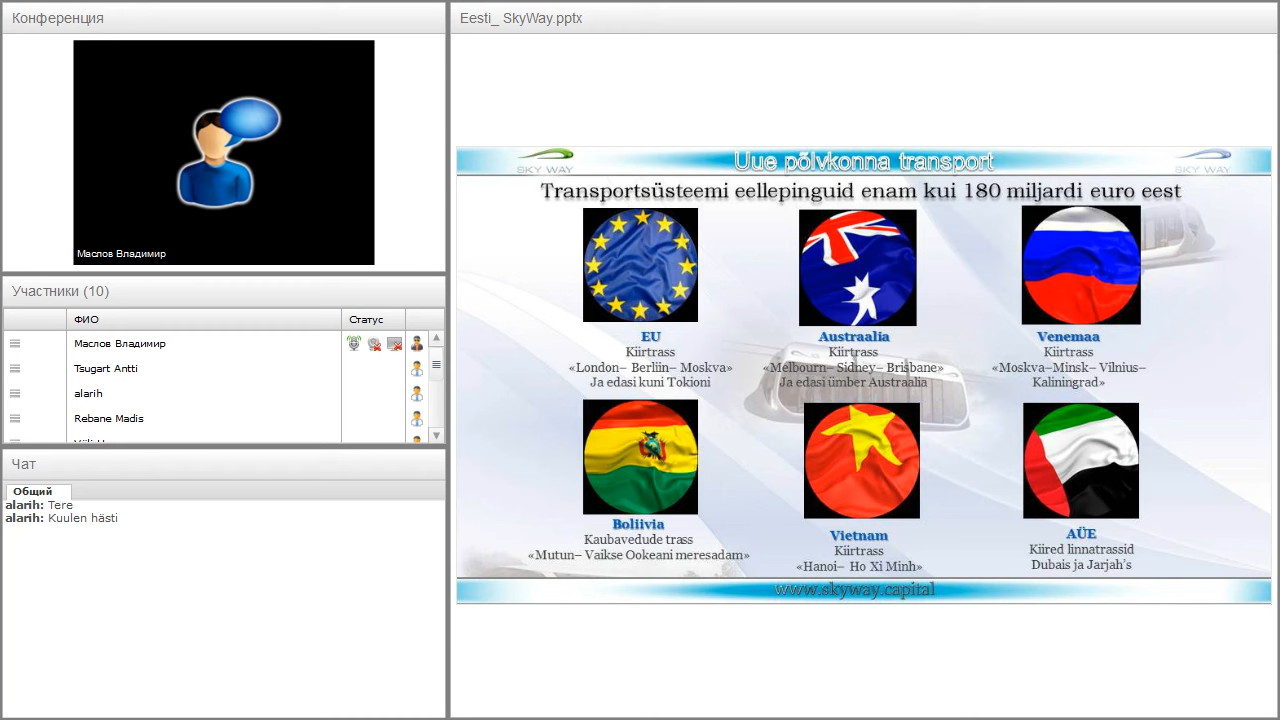 Конференция
Маслов Владимир
Участники (10)
ФИО
Статус
Маслов Владимир
Tsugart Antti
alarih
Rebane Madis
Чат
Общий
alarih: Tere
alarih: Kuulen hästi
Eesti_ SkyWay.pptx
SKY WAY
Uue põlvkonna transport
SKY WAY
Transportsüsteemi eellepinguid enam kui 180 miljardi euro eest
EU
Kiirtrass
«London– Berliin– Moskva»
Ja edasi kuni Tokioni
Austraalia
Kiirtrass
«Melbourn– Sidney– Brisbane»
Ja edasi ümber Austraalia
Venemaa
Kiirtrass
«Moskva–Minsk– Vilnius–
Kaliningrad»
Boliivia
Kaubavedude trass
«Mutun– Vaikse Ookeani meresadam»
Vietnam
Kiirtrass
«Hanoi– Ho Xi Minh»
AÜE
Kiired linnatrassid
Dubais ja Jarjah's
www.skyway.capital